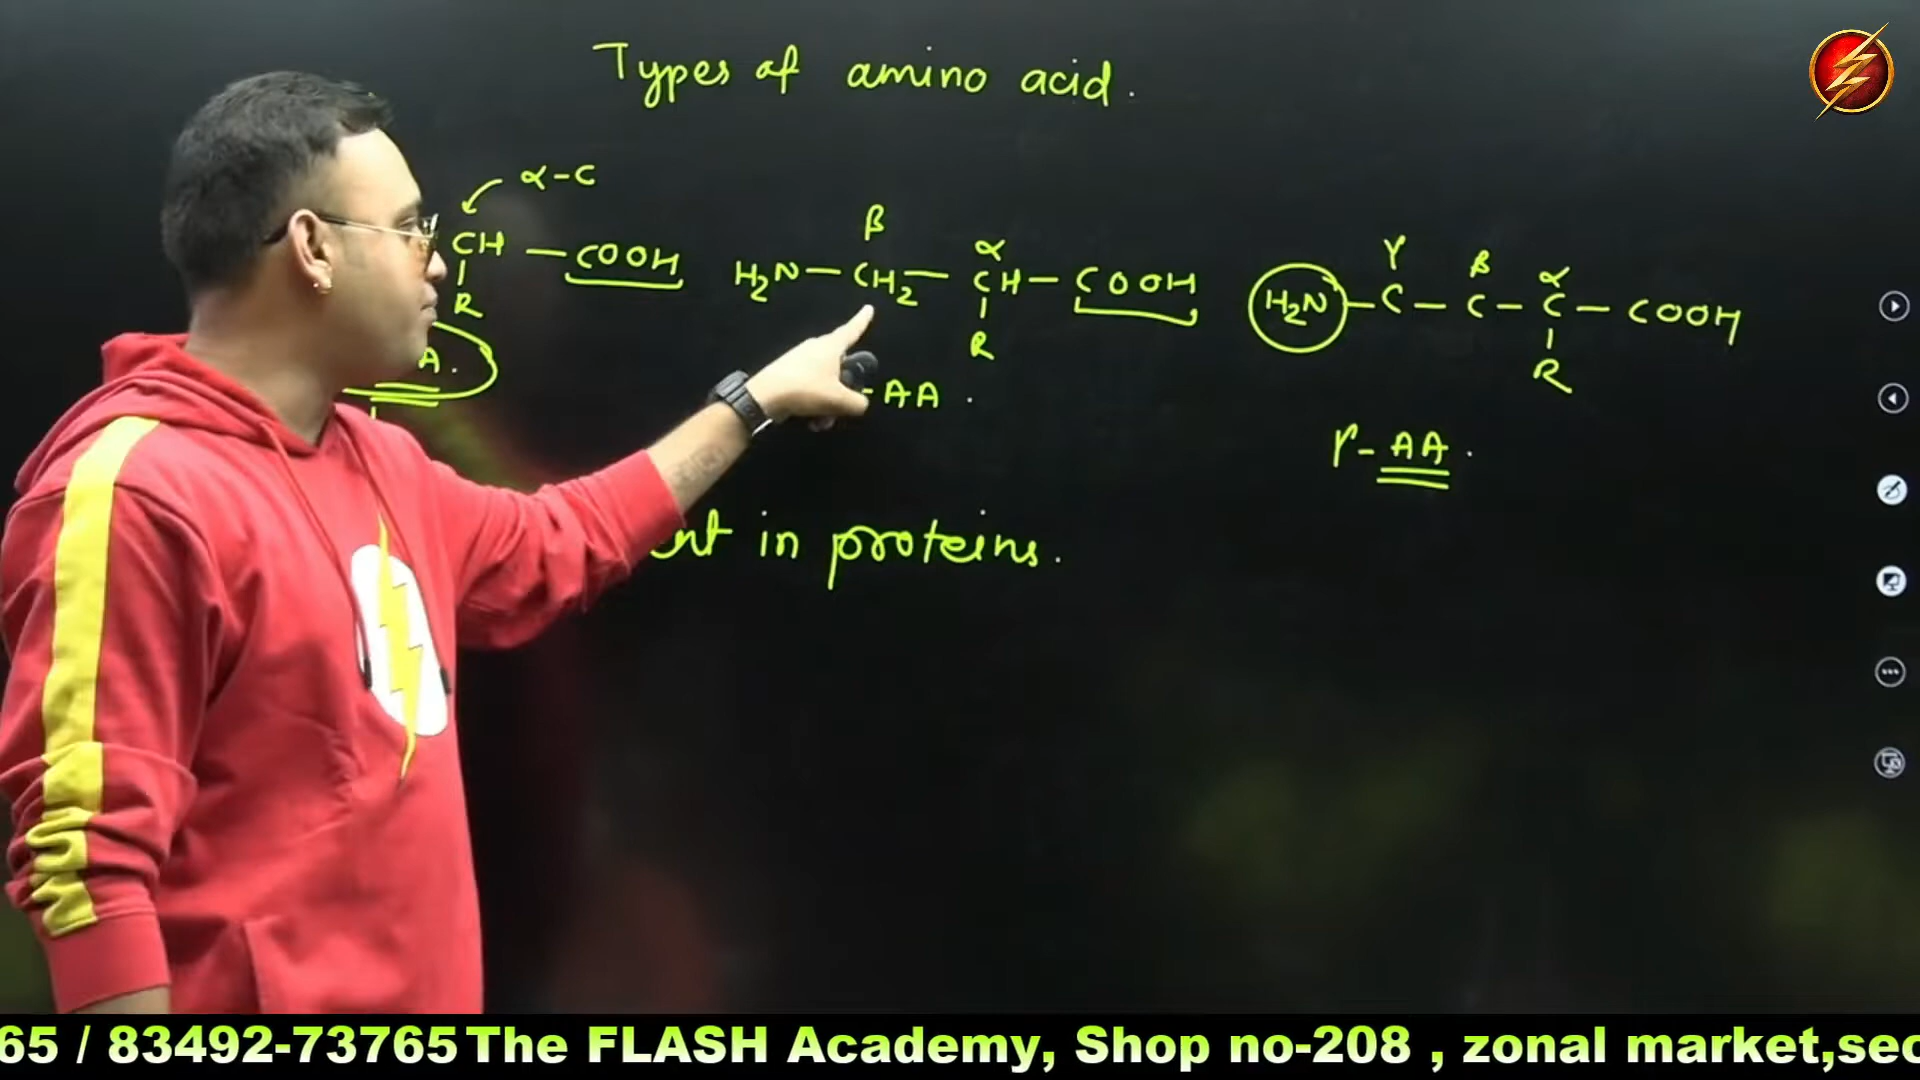 Types of amino acid.
α-C
CH — COOH
R
A.
β α
H₂N — CH₂ — CH — COOH
R
-AA.
γ β α
H₂N — C — C — C — COOH
R
γ-AA.
in proteins.
65 / 83492-73765 The FLASH Academy, Shop no-208 , zonal market,sec